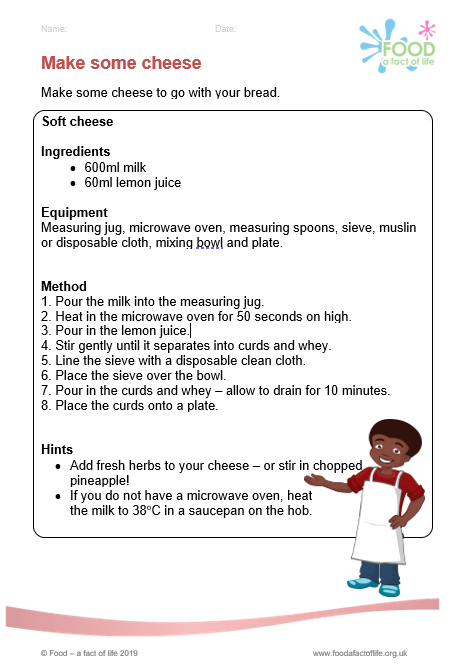 Name: Date:
FOOD
a fact of life
Make some cheese
Make some cheese to go with your bread.
Soft cheese
Ingredients
• 600ml milk
• 60ml lemon juice
Equipment
Measuring jug, microwave oven, measuring spoons, sieve, muslin
or disposable cloth, mixing bowl and plate.
Method
1. Pour the milk into the measuring jug.
2. Heat in the microwave oven for 50 seconds on high.
3. Pour in the lemon juice.
4. Stir gently until it separates into curds and whey.
5. Line the sieve with a disposable clean cloth.
6. Place the sieve over the bowl.
7. Pour in the curds and whey – allow to drain for 10 minutes.
8. Place the curds onto a plate.
Hints
• Add fresh herbs to your cheese – or stir in chopped
pineapple!
• If you do not have a microwave oven, heat
the milk to 38°C in a saucepan on the hob.
© Food – a fact of life 2019 www.foodafactoflife.org.uk